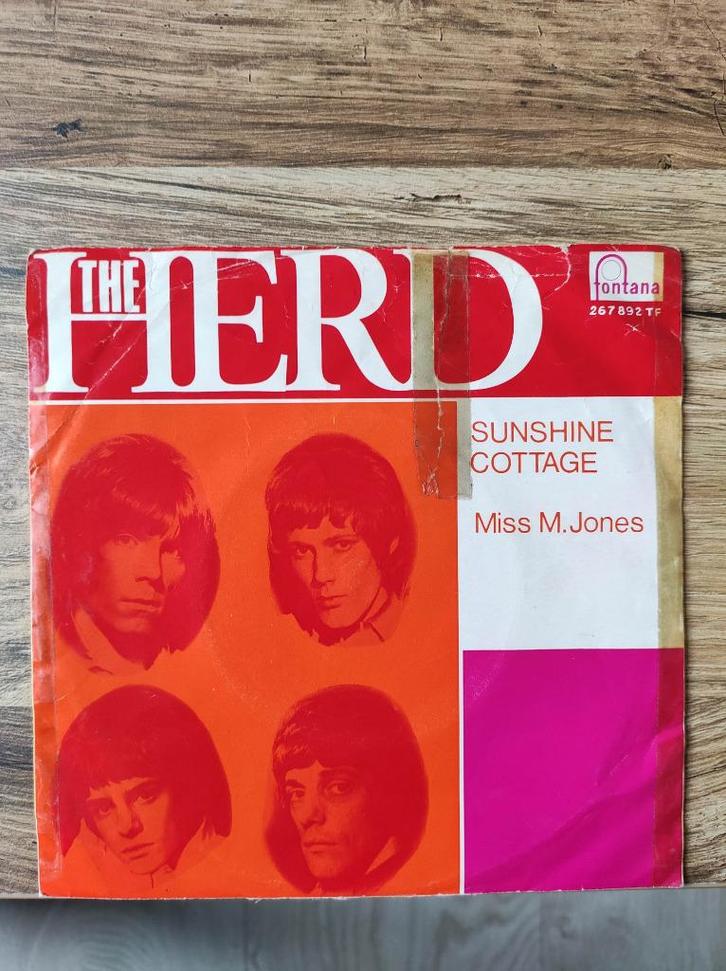 THE
HERD
fontana
267 892 TF
SUNSHINE
COTTAGE
Miss M.Jones